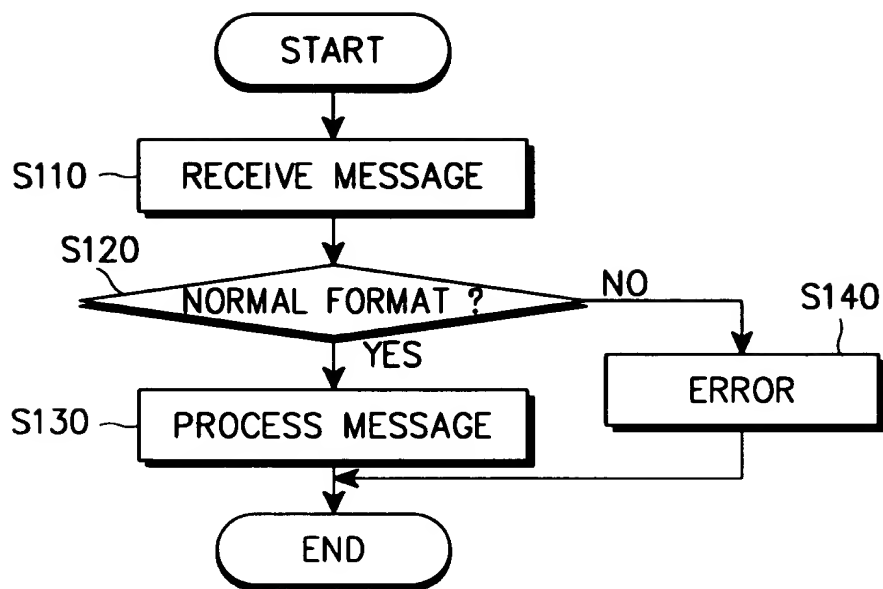 START
S110
RECEIVE MESSAGE
S120
NORMAL FORMAT ?
NO
S140
YES
ERROR
S130
PROCESS MESSAGE
END